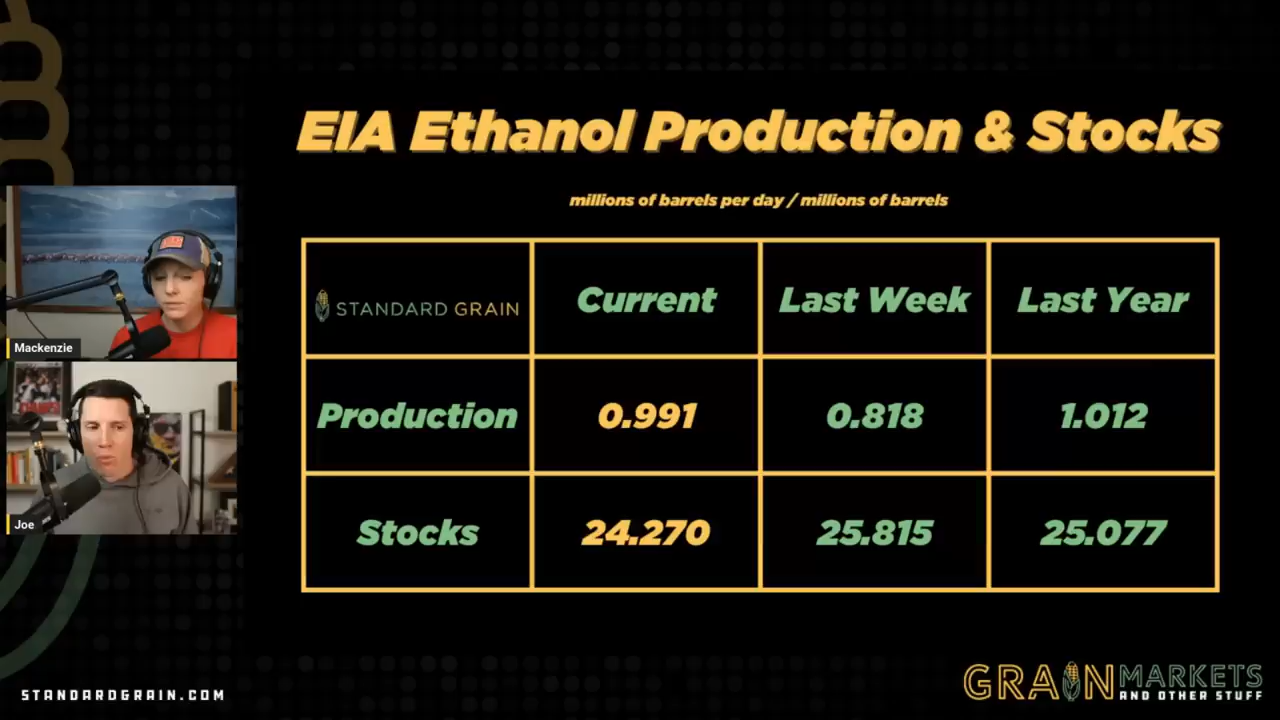 EIA Ethanol Production & Stocks
millions of barrels per day / millions of barrels
STANDARD GRAIN
Current
Last Week
Last Year
Production
0.991
0.818
1.012
Stocks
24.270
25.815
25.077
Mackenzie
Joe
STANDARDGRAIN.COM
GRAIN MARKETS
AND OTHER STUFF